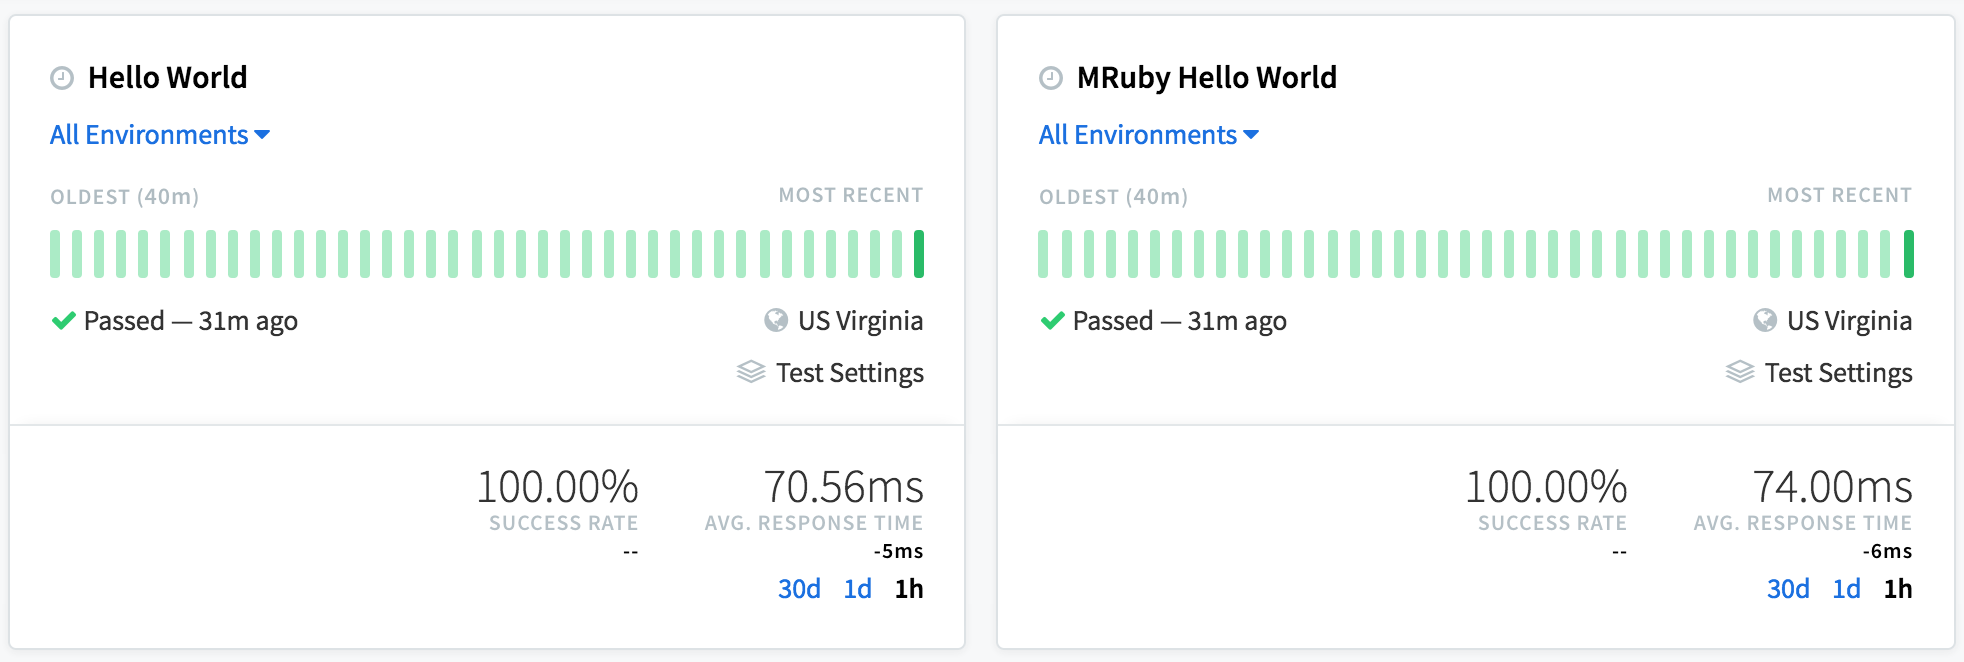 Hello World
All Environments
OLDEST (40m) MOST RECENT
Passed — 31m ago US Virginia
Test Settings
100.00% 70.56ms
SUCCESS RATE AVG. RESPONSE TIME
-- -5ms
30d 1d 1h
MRuby Hello World
All Environments
OLDEST (40m) MOST RECENT
Passed — 31m ago US Virginia
Test Settings
100.00% 74.00ms
SUCCESS RATE AVG. RESPONSE TIME
-- -6ms
30d 1d 1h